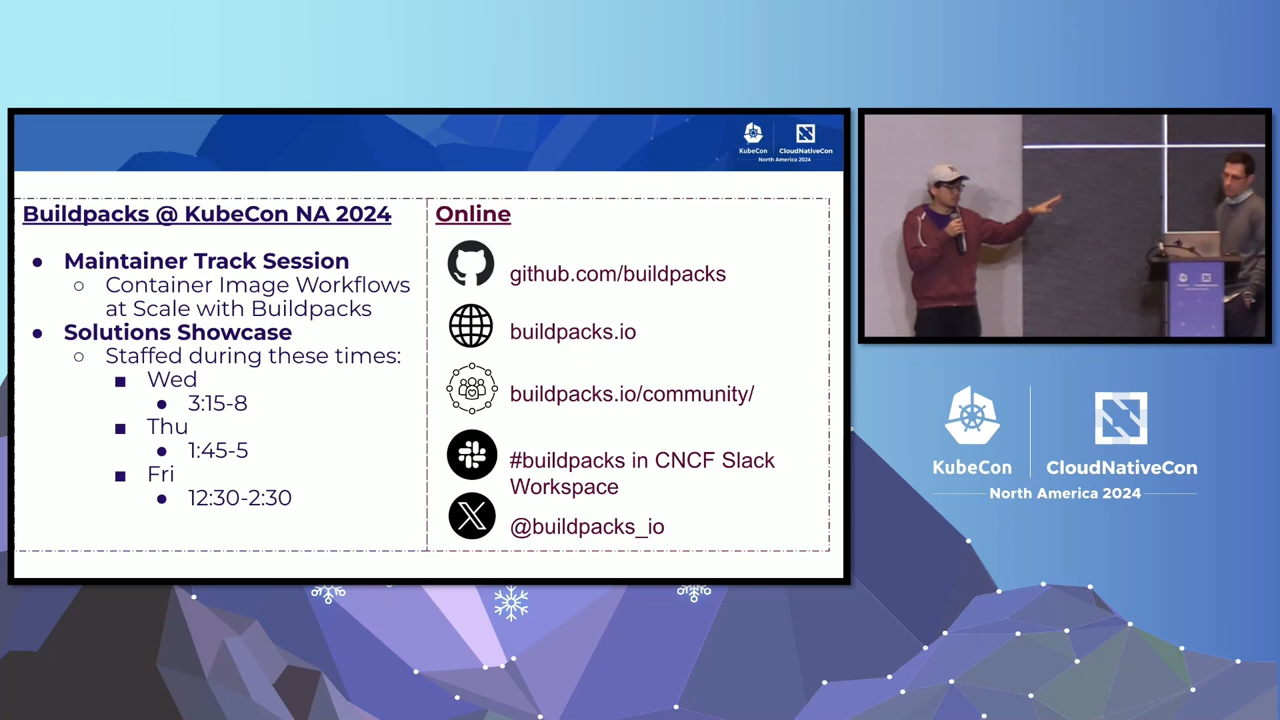 KubeCon
CloudNativeCon
North America 2024
Buildpacks @ KubeCon NA 2024
Maintainer Track Session
Container Image Workflows
at Scale with Buildpacks
Solutions Showcase
Staffed during these times:
Wed
3:15-8
Thu
1:45-5
Fri
12:30-2:30
Online
github.com/buildpacks
buildpacks.io
buildpacks.io/community/
#buildpacks in CNCF Slack
Workspace
@buildpacks_io
KubeCon
CloudNativeCon
North America 2024